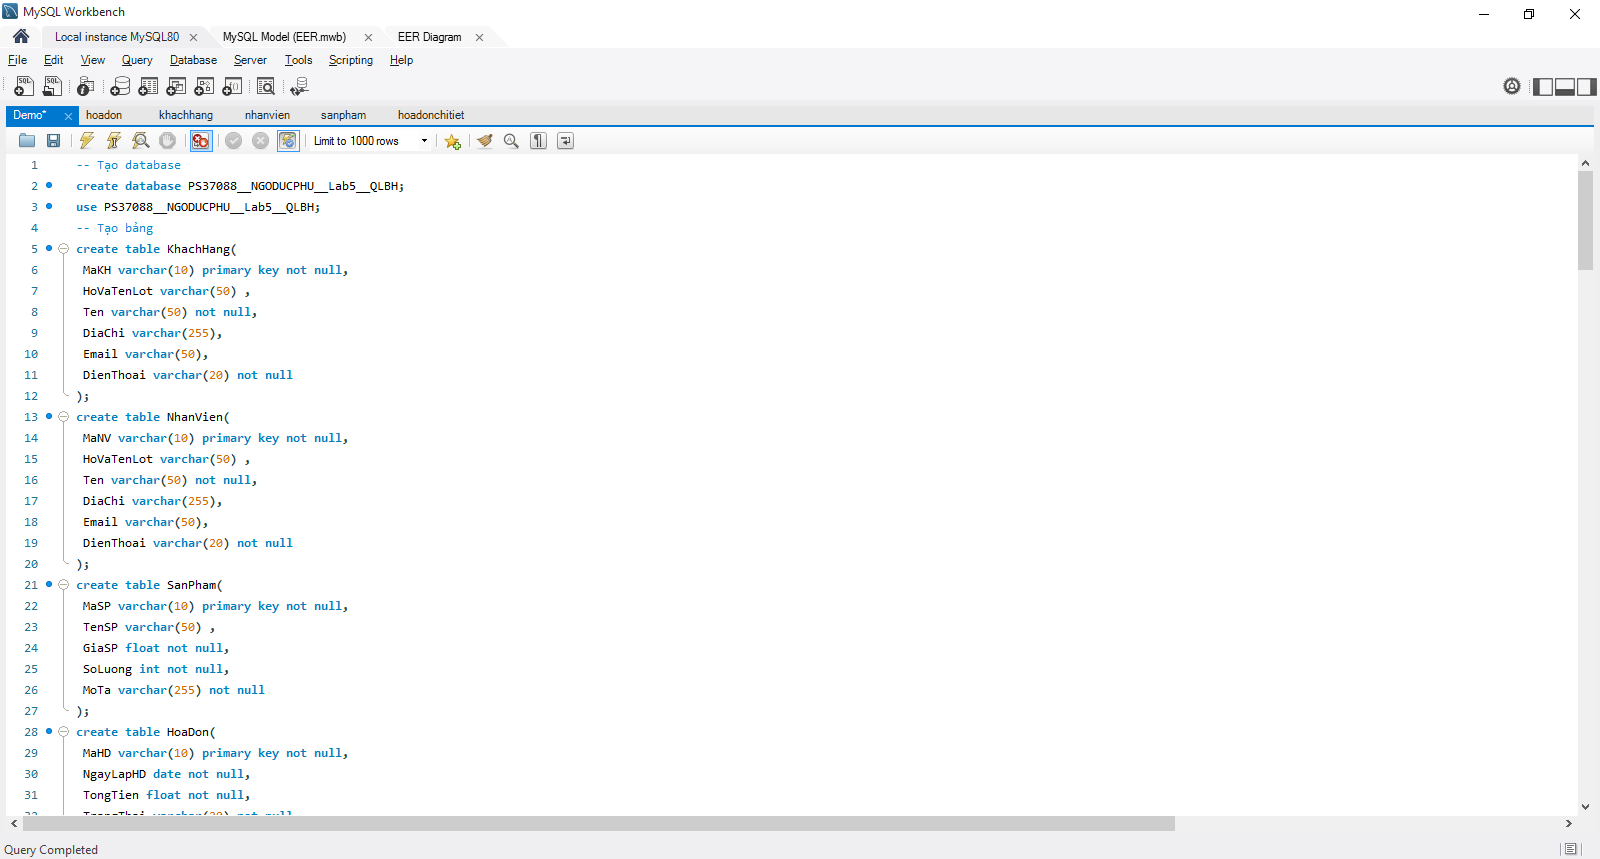 MySQL Workbench
Local instance MySQL80
MySQL Model (EER.mwb)
EER Diagram
File Edit View Query Database Server Tools Scripting Help
Demo* hoadon khachhang nhanvien sanpham hoadonchitiet
Limit to 1000 rows
1 -- Tạo database
2 create database PS37088__NGODUCPHU__Lab5__QLBH;
3 use PS37088__NGODUCPHU__Lab5__QLBH;
4 -- Tạo bảng
5 create table KhachHang(
6 MaKH varchar(10) primary key not null,
7 HoVaTenLot varchar(50) ,
8 Ten varchar(50) not null,
9 DiaChi varchar(255),
10 Email varchar(50),
11 DienThoai varchar(20) not null
12 );
13 create table NhanVien(
14 MaNV varchar(10) primary key not null,
15 HoVaTenLot varchar(50) ,
16 Ten varchar(50) not null,
17 DiaChi varchar(255),
18 Email varchar(50),
19 DienThoai varchar(20) not null
20 );
21 create table SanPham(
22 MaSP varchar(10) primary key not null,
23 TenSP varchar(50) ,
24 GiaSP float not null,
25 SoLuong int not null,
26 MoTa varchar(255) not null
27 );
28 create table HoaDon(
29 MaHD varchar(10) primary key not null,
30 NgayLapHD date not null,
31 TongTien float not null,
32 TrangThai varchar(20) not null
Query Completed